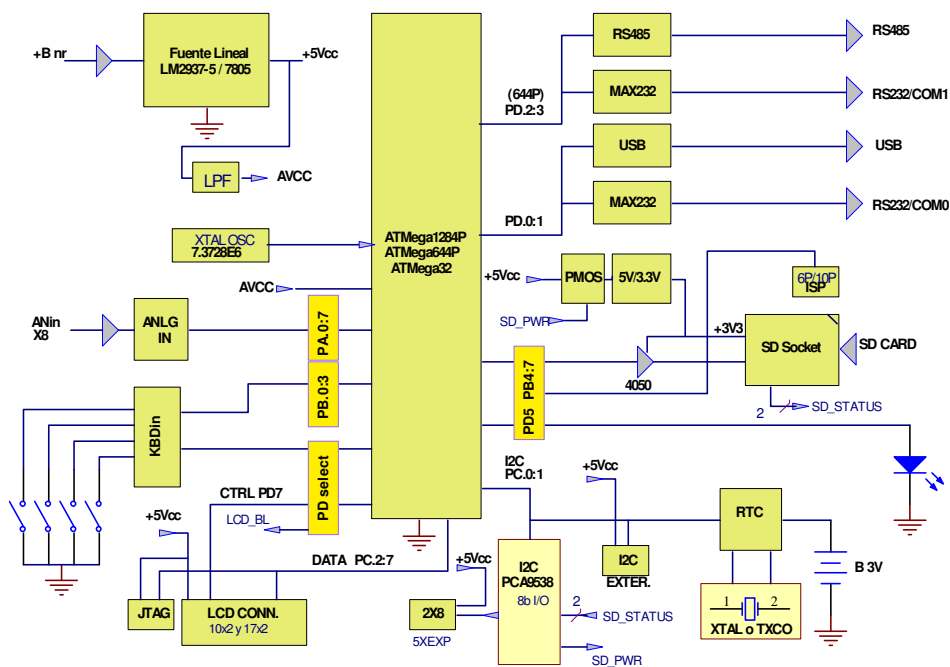 +B nr
Fuente Lineal
LM2937-5 / 7805
+5Vcc
LPF
AVCC
XTAL OSC
7.3728E6
AVCC
ANin
X8
ANLG
IN
PA.0:7
PB.0:3
KBDin
PD select
CTRL PD7
LCD_BL
+5Vcc
DATA PC.2:7
JTAG
LCD CONN.
10x2 y 17x2
ATMega1284P
ATMega644P
ATMega32
(644P)
PD.2:3
RS485
RS485
MAX232
RS232/COM1
USB
USB
PD.0:1
MAX232
RS232/COM0
+5Vcc
PMOS
5V/3.3V
SD_PWR
6P/10P
ISP
+3V3
SD Socket
SD CARD
4050
PD5 PB4:7
2
SD_STATUS
I2C
PC.0:1
+5Vcc
I2C
EXTER.
RTC
B 3V
1
2
XTAL o TXCO
+5Vcc
2X8
5XEXP
I2C
PCA9538
8b I/O
2
SD_STATUS
SD_PWR